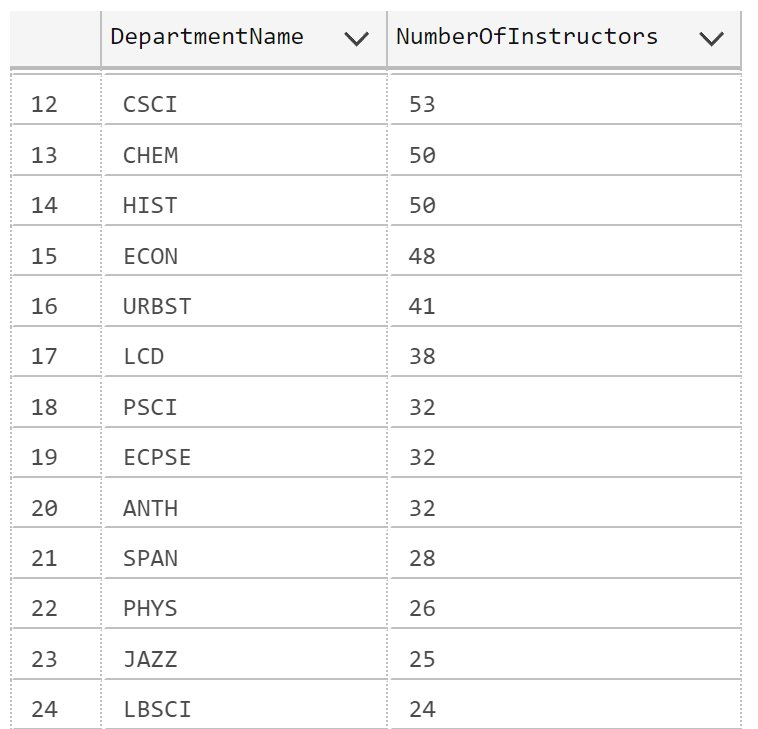 DepartmentName NumberOfInstructors
12 CSCI 53
13 CHEM 50
14 HIST 50
15 ECON 48
16 URBST 41
17 LCD 38
18 PSCI 32
19 ECPSE 32
20 ANTH 32
21 SPAN 28
22 PHYS 26
23 JAZZ 25
24 LBSCI 24